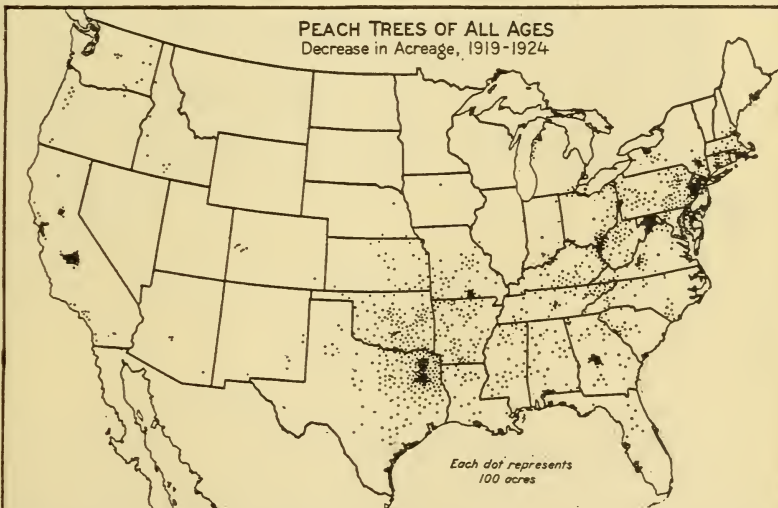 PEACH TREES OF ALL AGES
Decrease in Acreage, 1919-1924
Each dot represents
100 acres